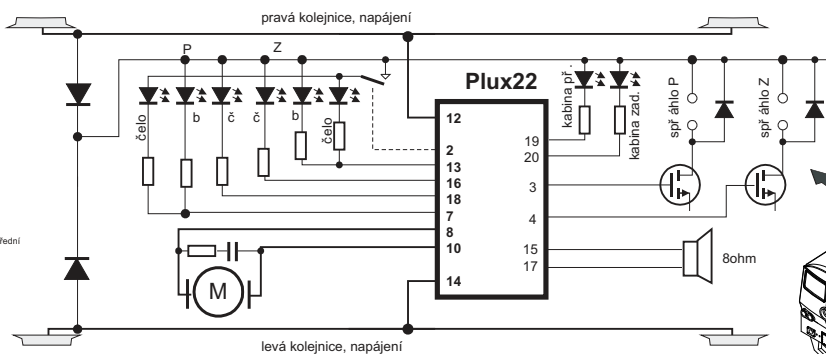 pravá kolejnice, napájení
P
Z
Plux22
čelo
b
č
č
b
čelo
kabina př.
kabina zad.
spř áhlo P
spř áhlo Z
12
2
13
16
18
7
8
10
14
19
20
3
4
15
17
M
8ohm
levá kolejnice, napájení